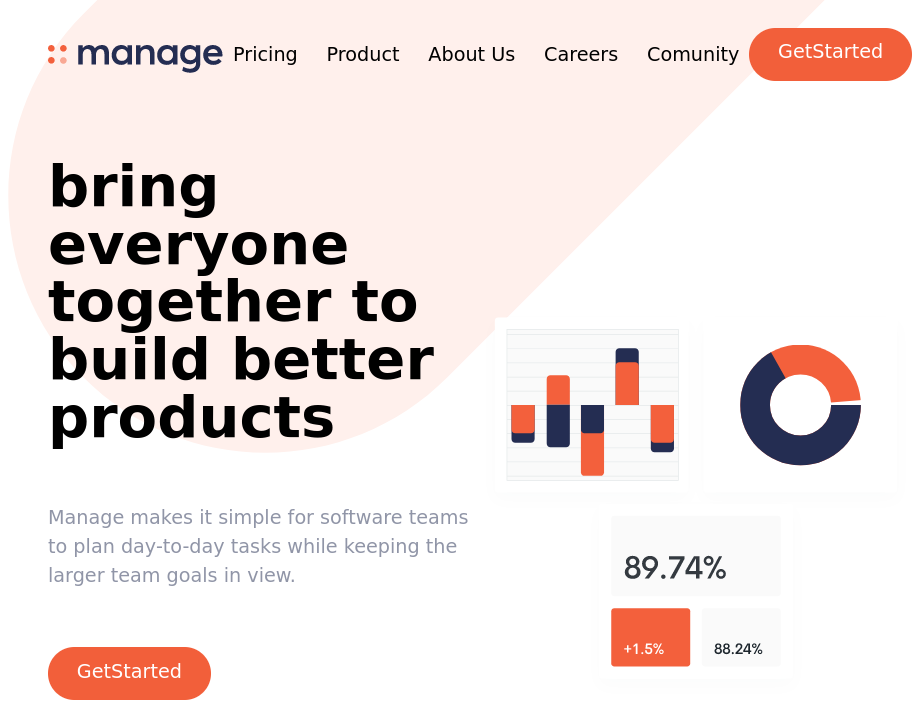 manage Pricing Product About Us Careers Comunity GetStarted
bring
everyone
together to
build better
products
Manage makes it simple for software teams
to plan day-to-day tasks while keeping the
larger team goals in view.
GetStarted
89.74%
+1.5% 88.24%